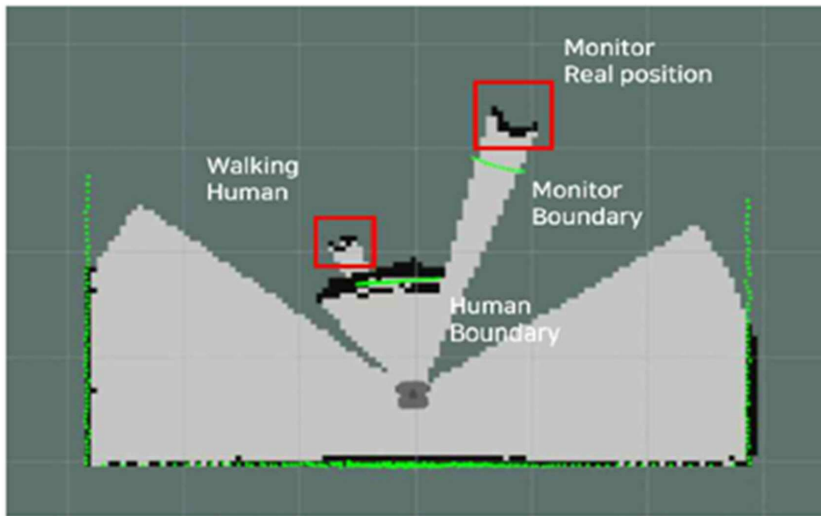 Monitor
Real position
Walking
Human
Monitor
Boundary
Human
Boundary